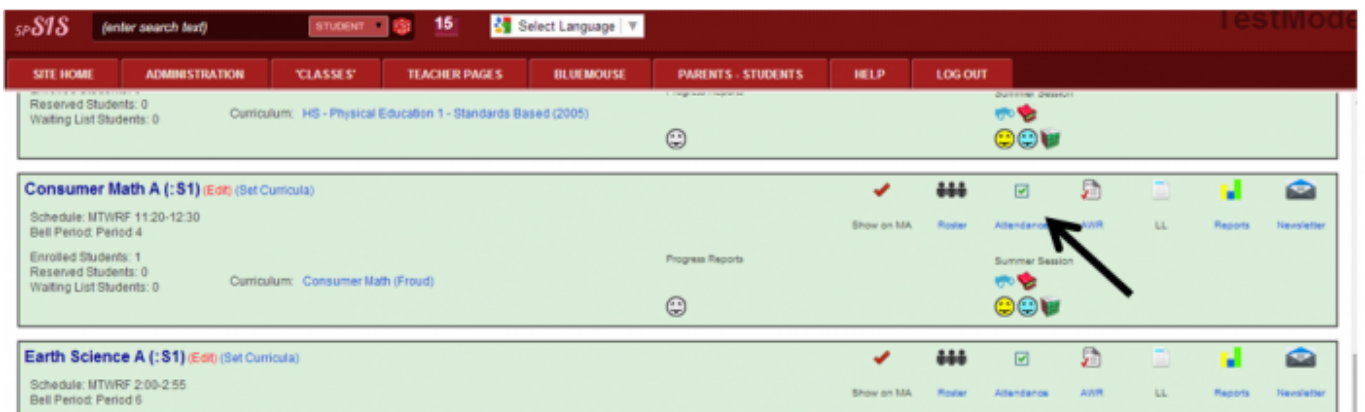 spSIS (enter search text) STUDENT 15 Select Language TestMode
SITE HOME ADMINISTRATION 'CLASSES' TEACHER PAGES BLUEMOUSE PARENTS - STUDENTS HELP LOG OUT
Reserved Students: 0
Waiting List Students: 0
Curriculum: HS - Physical Education 1 - Standards Based (2005)
Progress Reports
Summer Session
Consumer Math A (:S1) (Edit) (Set Curricula)
Schedule: MTWRF 11:20-12:30
Bell Period: Period 4
Show on MA Roster Attendance AWR LL Reports Newsletter
Enrolled Students: 1
Reserved Students: 0
Waiting List Students: 0
Curriculum: Consumer Math (Froud)
Progress Reports
Summer Session
Earth Science A (:S1) (Edit) (Set Curricula)
Schedule: MTWRF 2:00-2:55
Bell Period: Period 6
Show on MA Roster Attendance AWR LL Reports Newsletter